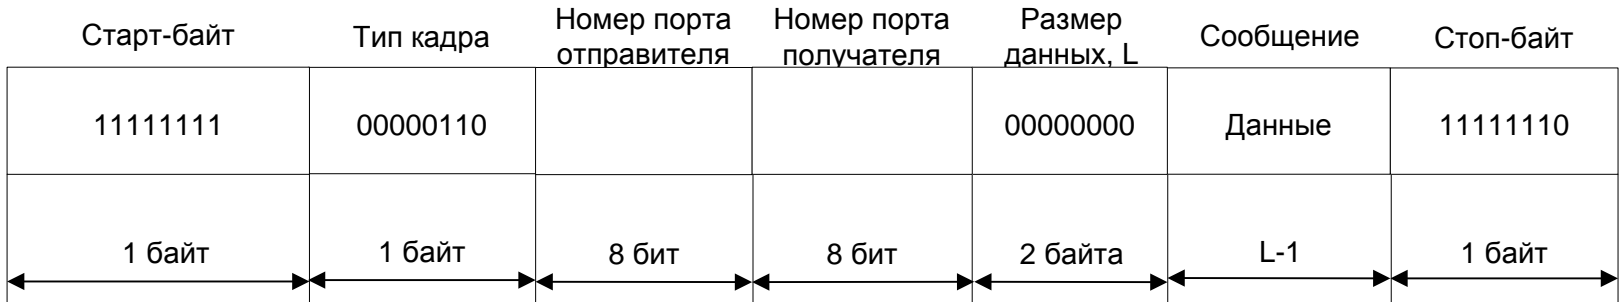 Старт-байт
Тип кадра
Номер порта
отправителя
Номер порта
получателя
Размер
данных, L
Сообщение
Стоп-байт
11111111
00000110
00000000
Данные
11111110
1 байт
1 байт
8 бит
8 бит
2 байта
L-1
1 байт